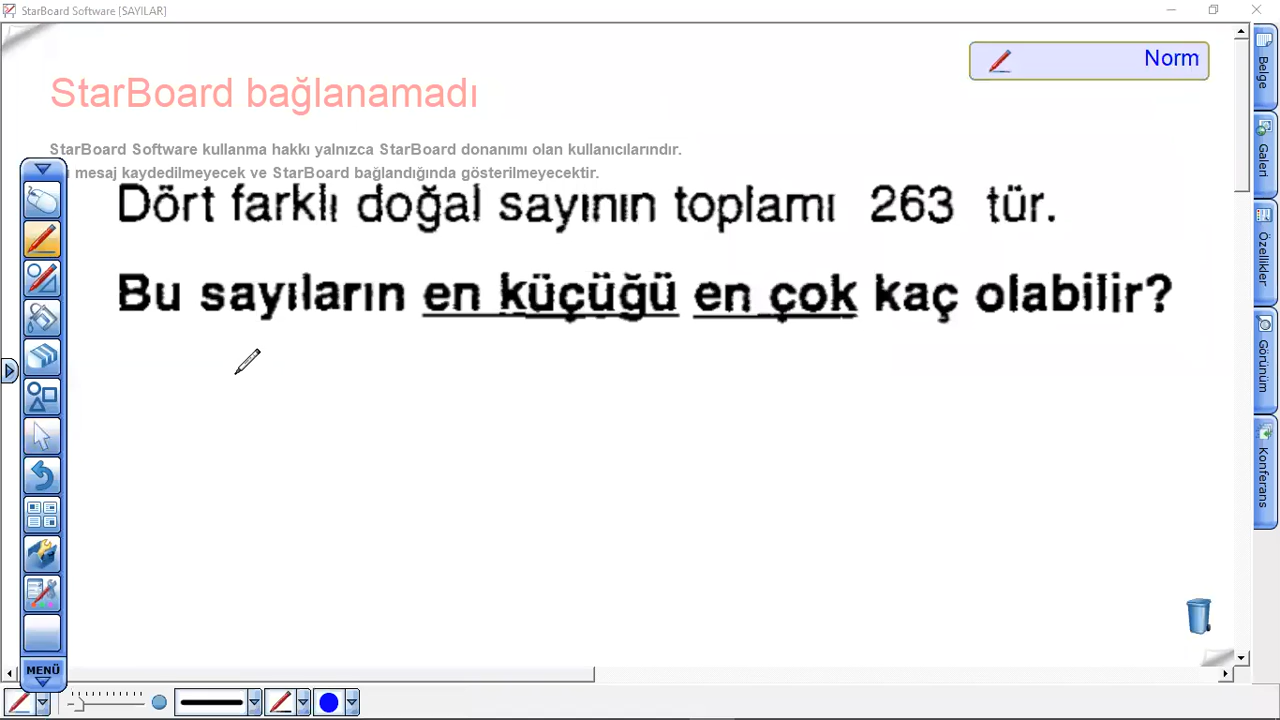 StarBoard Software [SAYILAR]
Norm
StarBoard bağlanamadı
StarBoard Software kullanma hakkı yalnızca StarBoard donanımı olan kullanıcılarındır.
mesaj kaydedilmeyecek ve StarBoard bağlandığında gösterilmeyecektir.
Dört farklı doğal sayının toplamı 263 tür.
Bu sayıların en küçüğü en çok kaç olabilir?
Belge
Galeri
Özellikler
Görünüm
Konferans
MENÜ